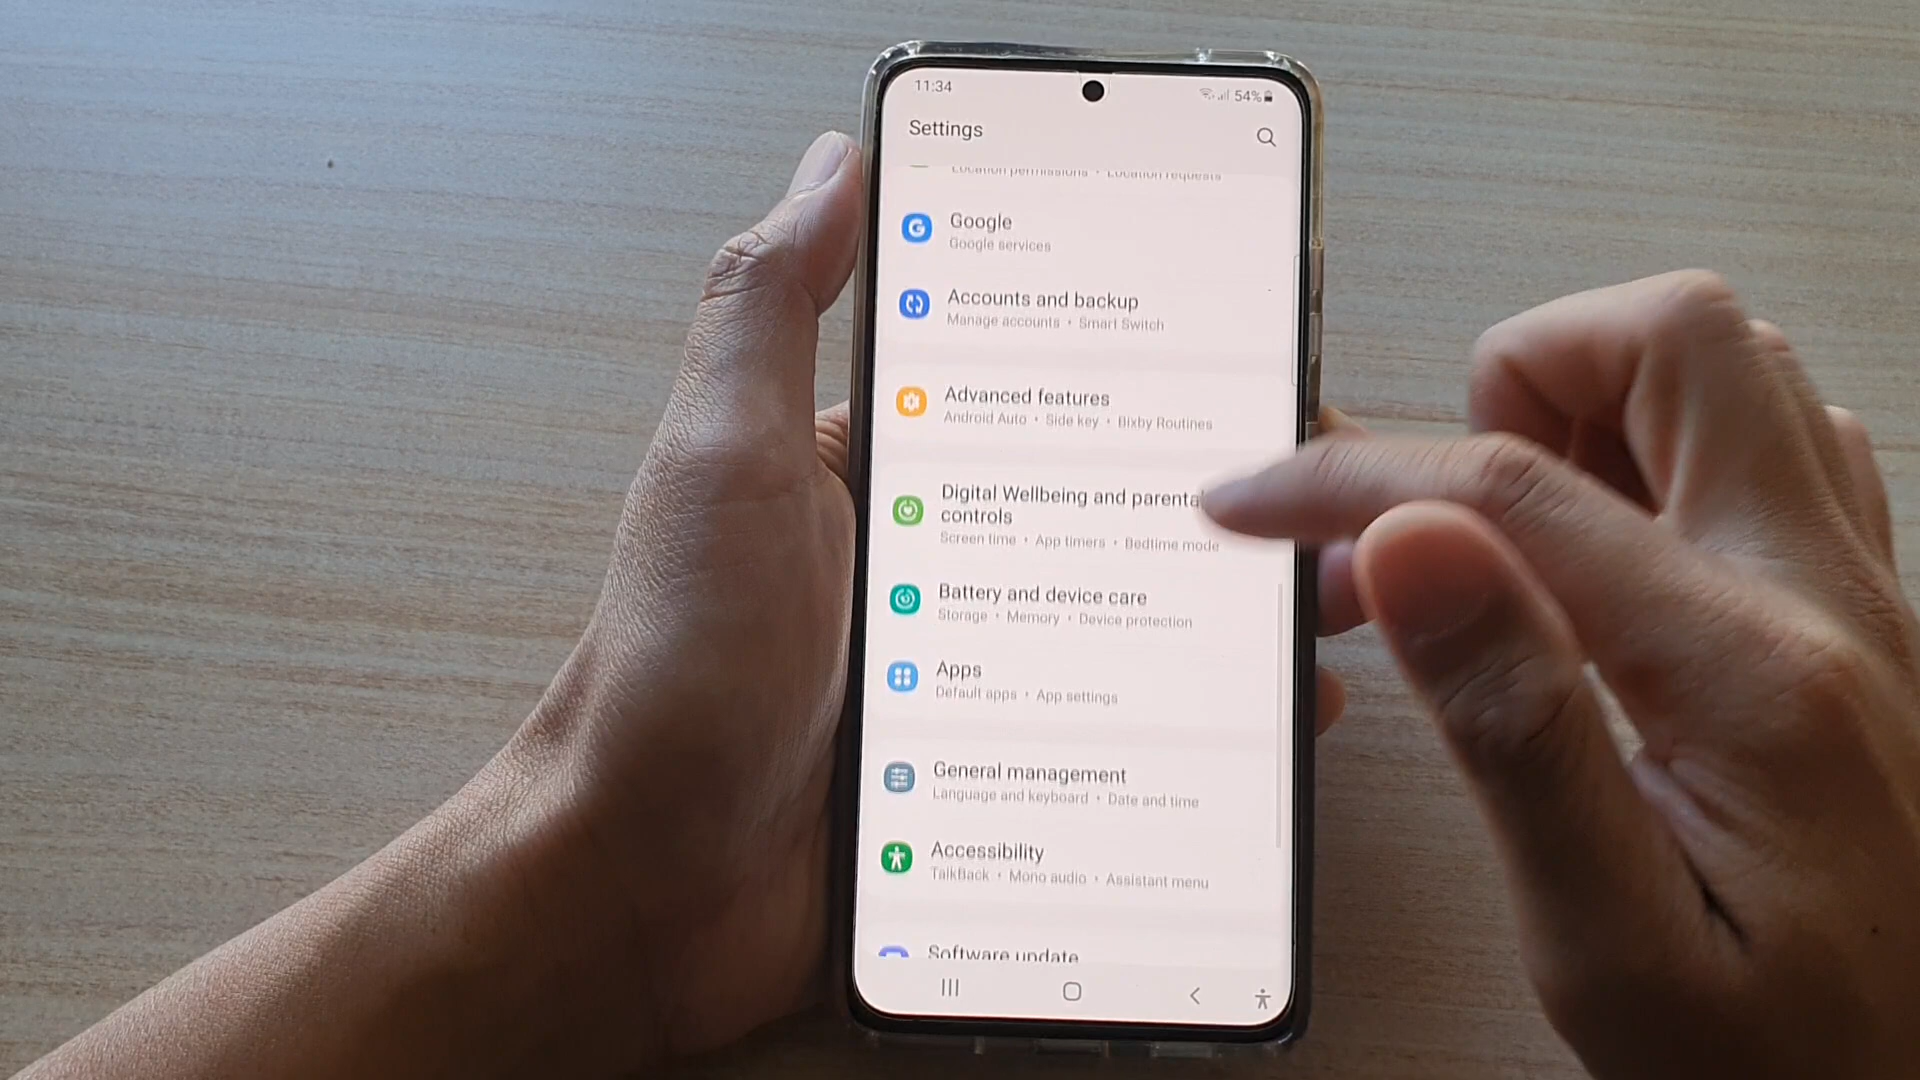 11:34
54%
Settings
Location permissions • Location requests
Google
Google services
Accounts and backup
Manage accounts • Smart Switch
Advanced features
Android Auto • Side key • Bixby Routines
Digital Wellbeing and parental
controls
Screen time • App timers • Bedtime mode
Battery and device care
Storage • Memory • Device protection
Apps
Default apps • App settings
General management
Language and keyboard • Date and time
Accessibility
TalkBack • Mono audio • Assistant menu
Software update